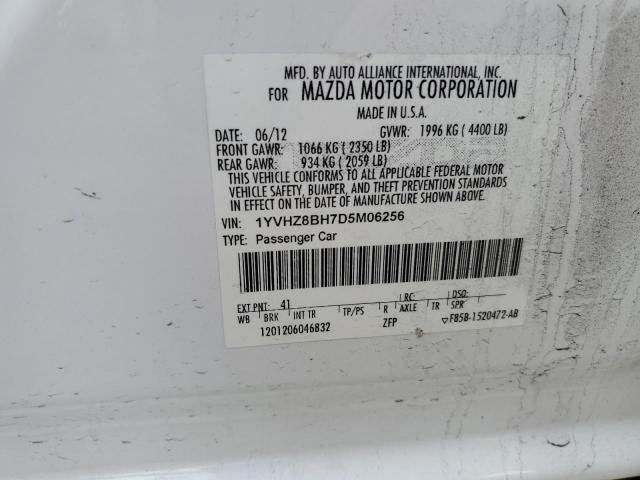 MFD. BY AUTO ALLIANCE INTERNATIONAL, INC.
FOR MAZDA MOTOR CORPORATION
MADE IN U.S.A.
DATE: 06/12 GVWR: 1996 KG ( 4400 LB)
FRONT GAWR: 1066 KG ( 2350 LB)
REAR GAWR: 934 KG ( 2059 LB)
THIS VEHICLE CONFORMS TO ALL APPLICABLE FEDERAL MOTOR
VEHICLE SAFETY, BUMPER, AND THEFT PREVENTION STANDARDS
IN EFFECT ON THE DATE OF MANUFACTURE SHOWN ABOVE.
VIN: 1YVHZ8BH7D5M06256
TYPE: Passenger Car
EXT PNT: 41 RC: DSO:
WB BRK INT TR TP/PS R AXLE TR SPR
1201206046832 ZFP ▽F85B-1520472-AB